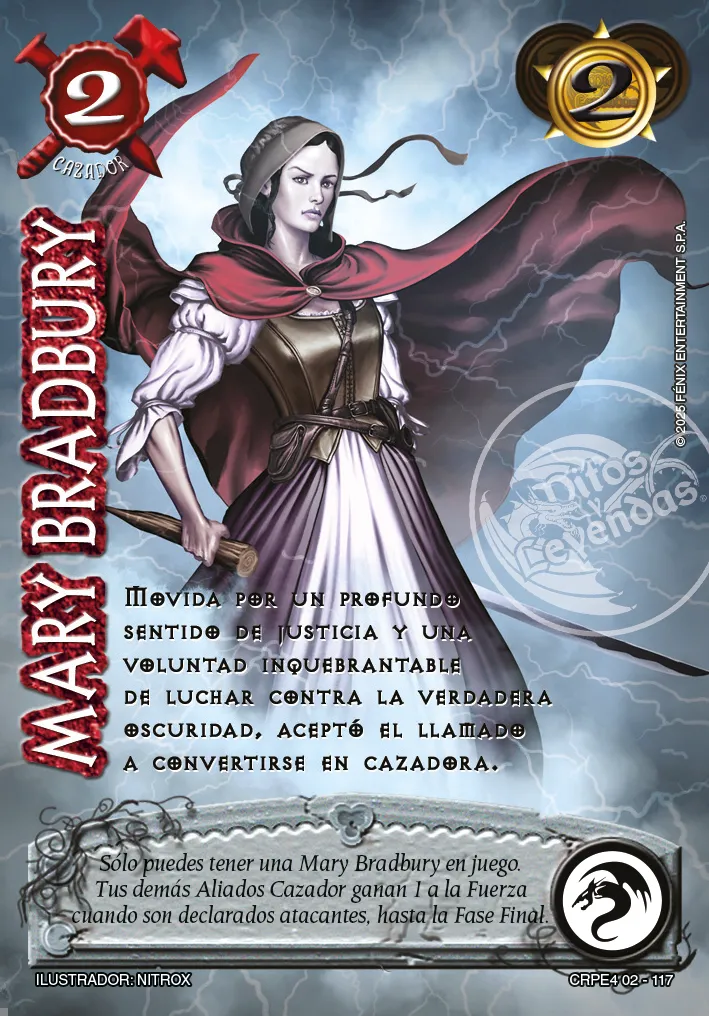 2
CAZADOR
2
MARY BRADBURY
© 2025 FÉNIX ENTERTAINMENT S.P.A.
Mitos
y
Leyendas®
Movida por un profundo
sentido de justicia y una
voluntad inquebrantable
de luchar contra la verdadera
oscuridad, aceptó el llamado
a convertirse en cazadora.
Sólo puedes tener una Mary Bradbury en juego.
Tus demás Aliados Cazador ganan 1 a la Fuerza
cuando son declarados atacantes, hasta la Fase Final.
ILUSTRADOR: NITROX
CRPE4 02 - 117